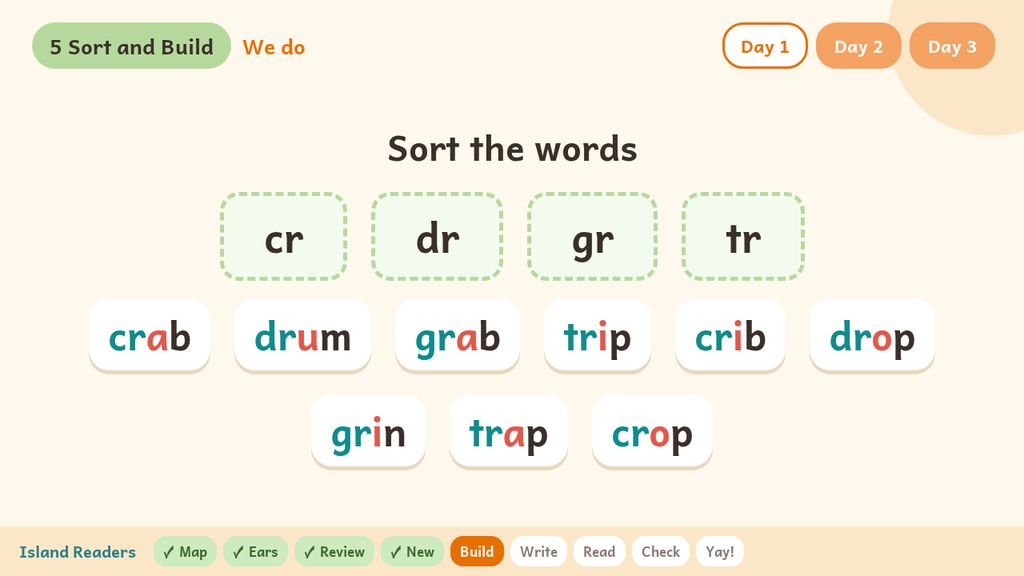 5 Sort and Build We do Day 1 Day 2 Day 3
Sort the words
cr dr gr tr
crab drum grab trip crib drop
grin trap crop
Island Readers ✓ Map ✓ Ears ✓ Review ✓ New Build Write Read Check Yay!